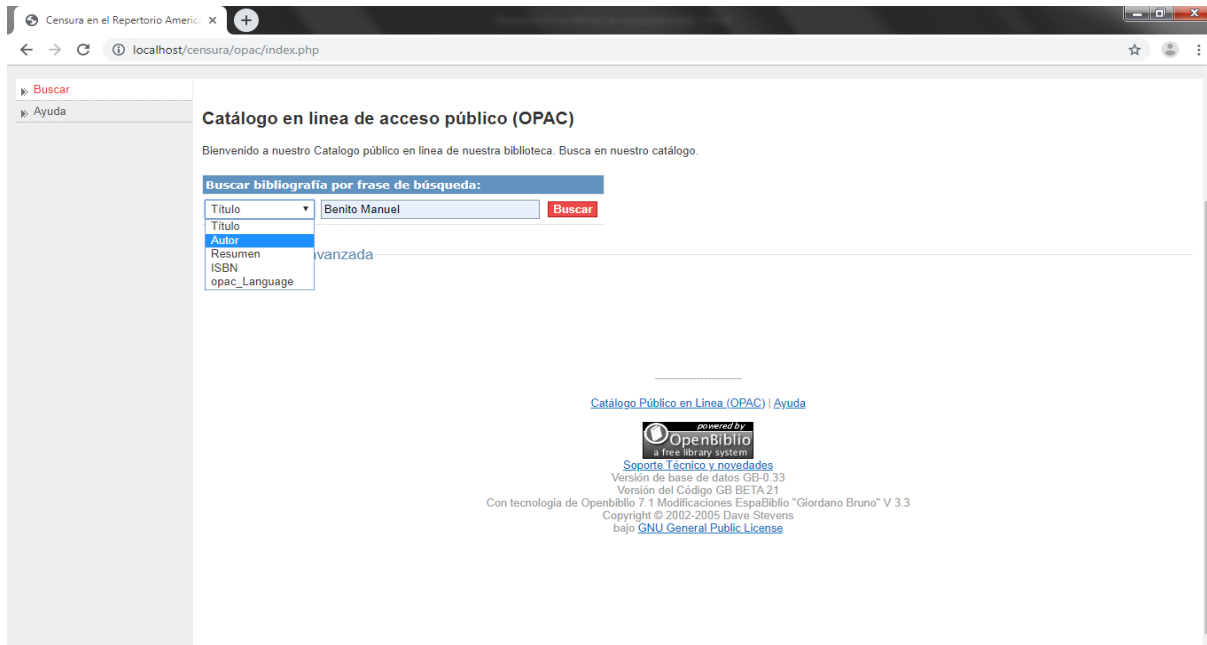 Censura en el Repertorio Americ
localhost/censura/opac/index.php
Buscar
Ayuda
Catálogo en linea de acceso público (OPAC)
Bienvenido a nuestro Catalogo público en linea de nuestra biblioteca. Busca en nuestro catálogo.
Buscar bibliografía por frase de búsqueda:
Título Benito Manuel Buscar
Título
Autor
Resumen avanzada
ISBN
opac_Language
-----------------------
Catálogo Público en Linea (OPAC) | Ayuda
powered by
OpenBiblio
a free library system
Soporte Técnico y novedades
Versión de base de datos GB-0.33
Versión del Código GB BETA 21
Con tecnologia de Openbiblio 7.1 Modificaciones EspaBiblio "Giordano Bruno" V 3.3
Copyright © 2002-2005 Dave Stevens
bajo GNU General Public License